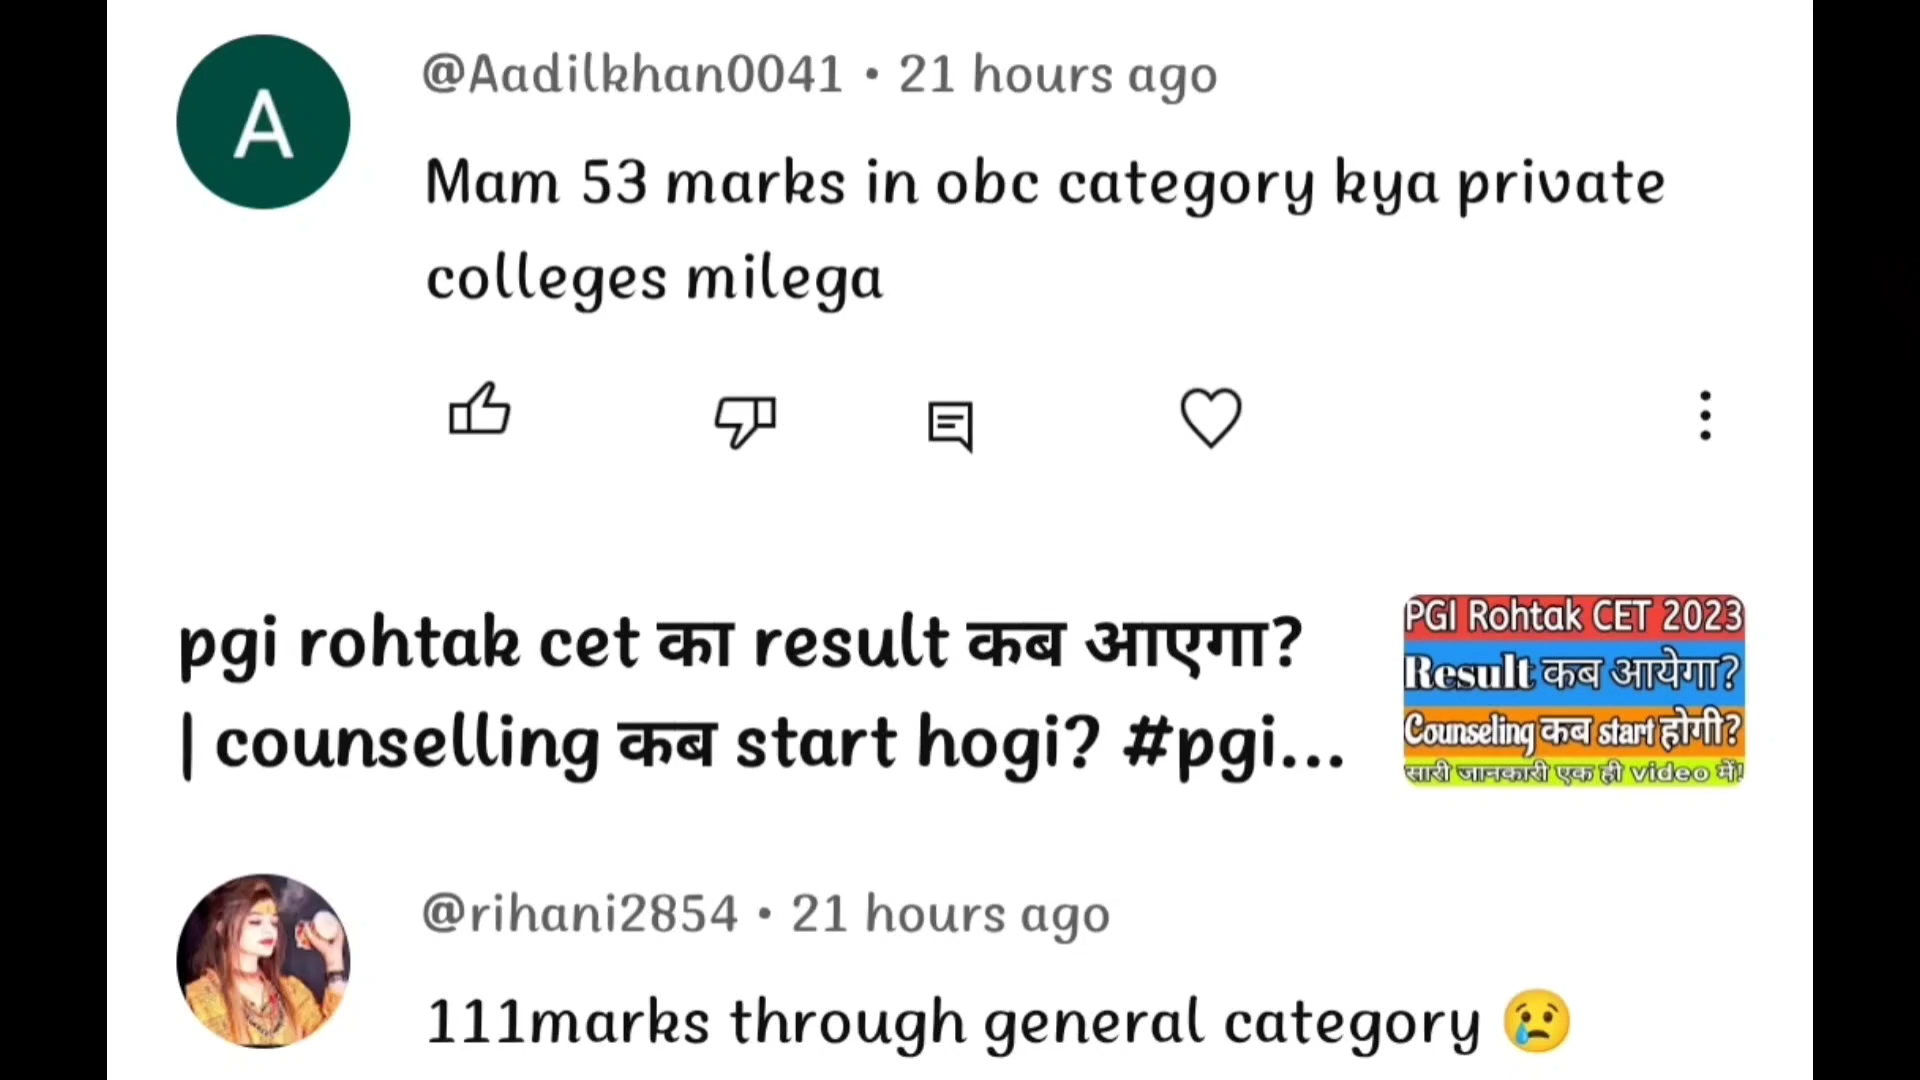 A
@Aadilkhan0041 • 21 hours ago
Mam 53 marks in obc category kya private
colleges milega
pgi rohtak cet का result कब आएगा?
| counselling कब start hogi? #pgi...
PGI Rohtak CET 2023
Result कब आयेगा?
Counseling कब start होगी?
सारी जानकारी एक ही video में!
@rihani2854 • 21 hours ago
111marks through general category 😢